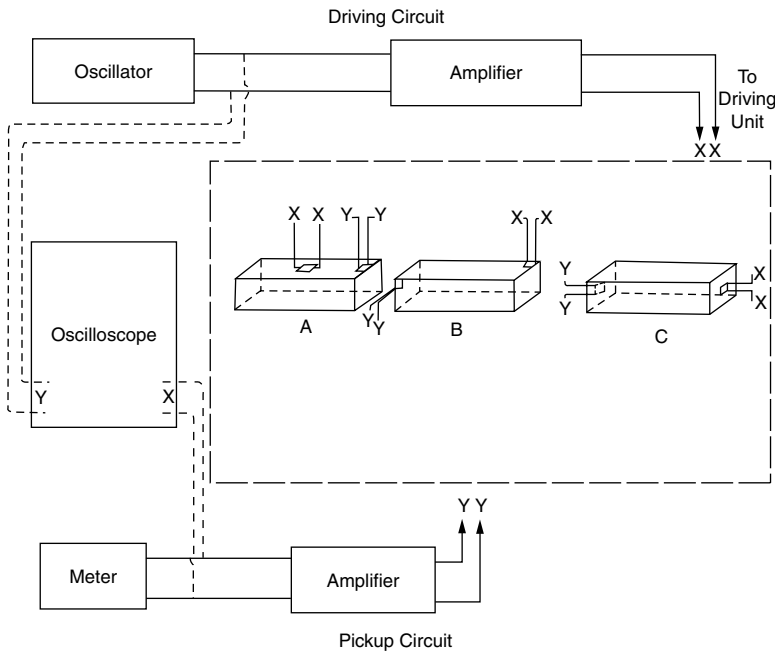 Driving Circuit
Oscillator
Amplifier
To
Driving
Unit
X X
X X Y Y
X X
Y
Y
X
X
Y
Y
A
B
C
Oscilloscope
Y
X
Y Y
Meter
Amplifier
Pickup Circuit